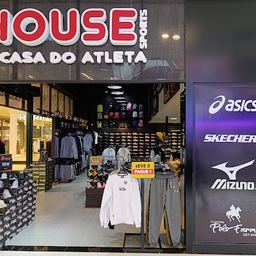 HOUSE
SPORTS
CASA DO ATLETA
asics
SKECHERS
MIZUNO
LEVE 2
PAGUE 1
Polo